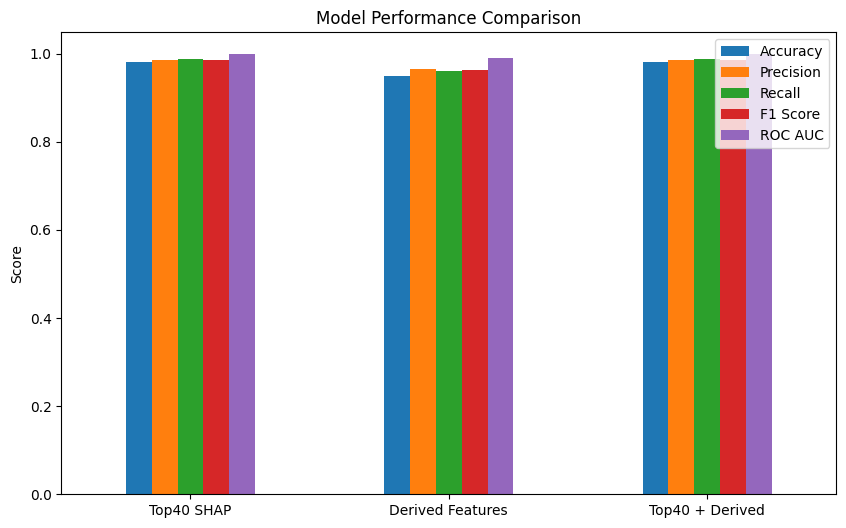 Model Performance Comparison
Accuracy
Precision
Recall
F1 Score
ROC AUC
Score
1.0
0.8
0.6
0.4
0.2
0.0
Top40 SHAP
Derived Features
Top40 + Derived